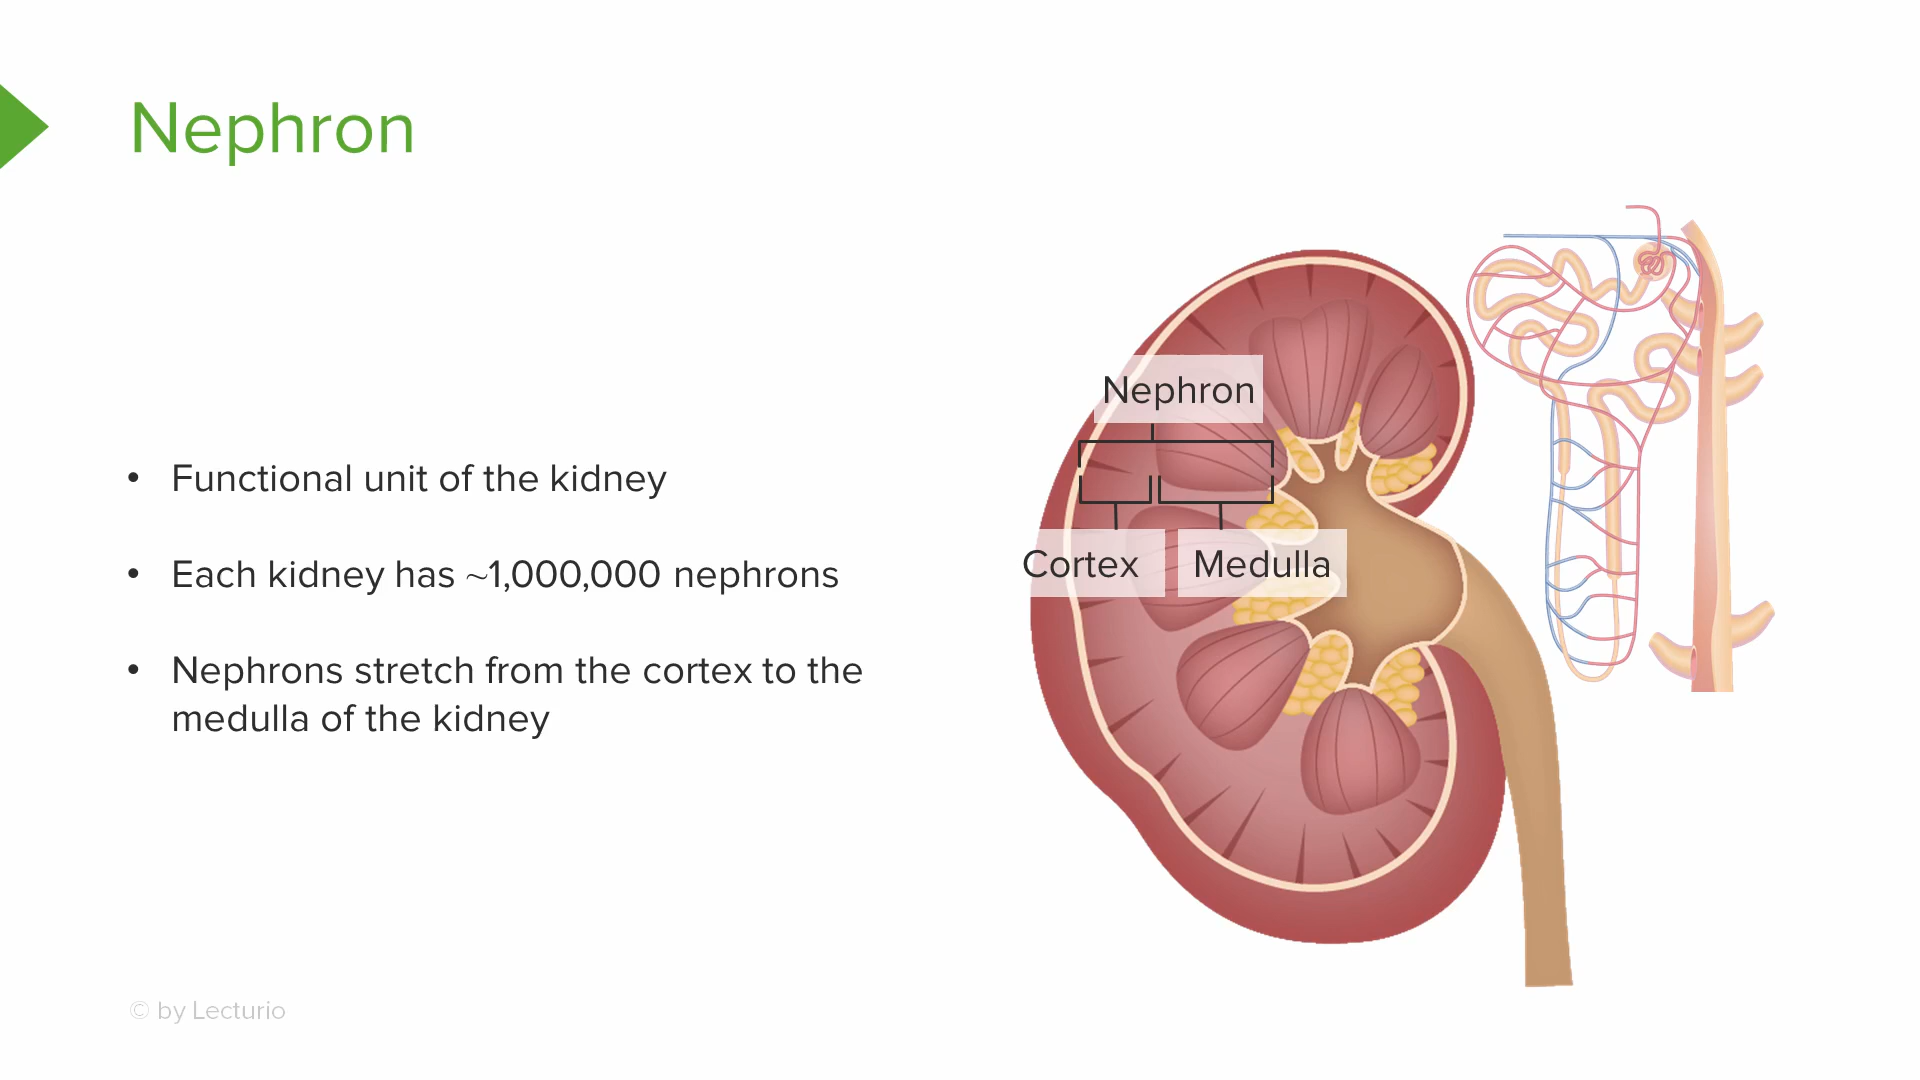 Nephron
• Functional unit of the kidney
• Each kidney has ~1,000,000 nephrons
• Nephrons stretch from the cortex to the
medulla of the kidney
Nephron
Cortex
Medulla
© by Lecturio